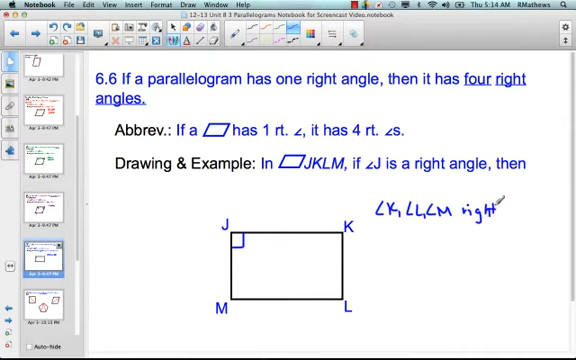 Notebook File Edit View Insert Format Table Draw Window Help Thu 5:14 AM RMathews
12–13 Unit 8 3 Parallelograms Notebook for Screencast Video.notebook
6.6 If a parallelogram has one right angle, then it has four right
angles.
Abbrev.: If a ▱ has 1 rt. ∠, it has 4 rt. ∠s.
Drawing & Example: In ▱JKLM, if ∠J is a right angle, then
∠K, ∠L, ∠M right
J
K
M
L
Auto-hide